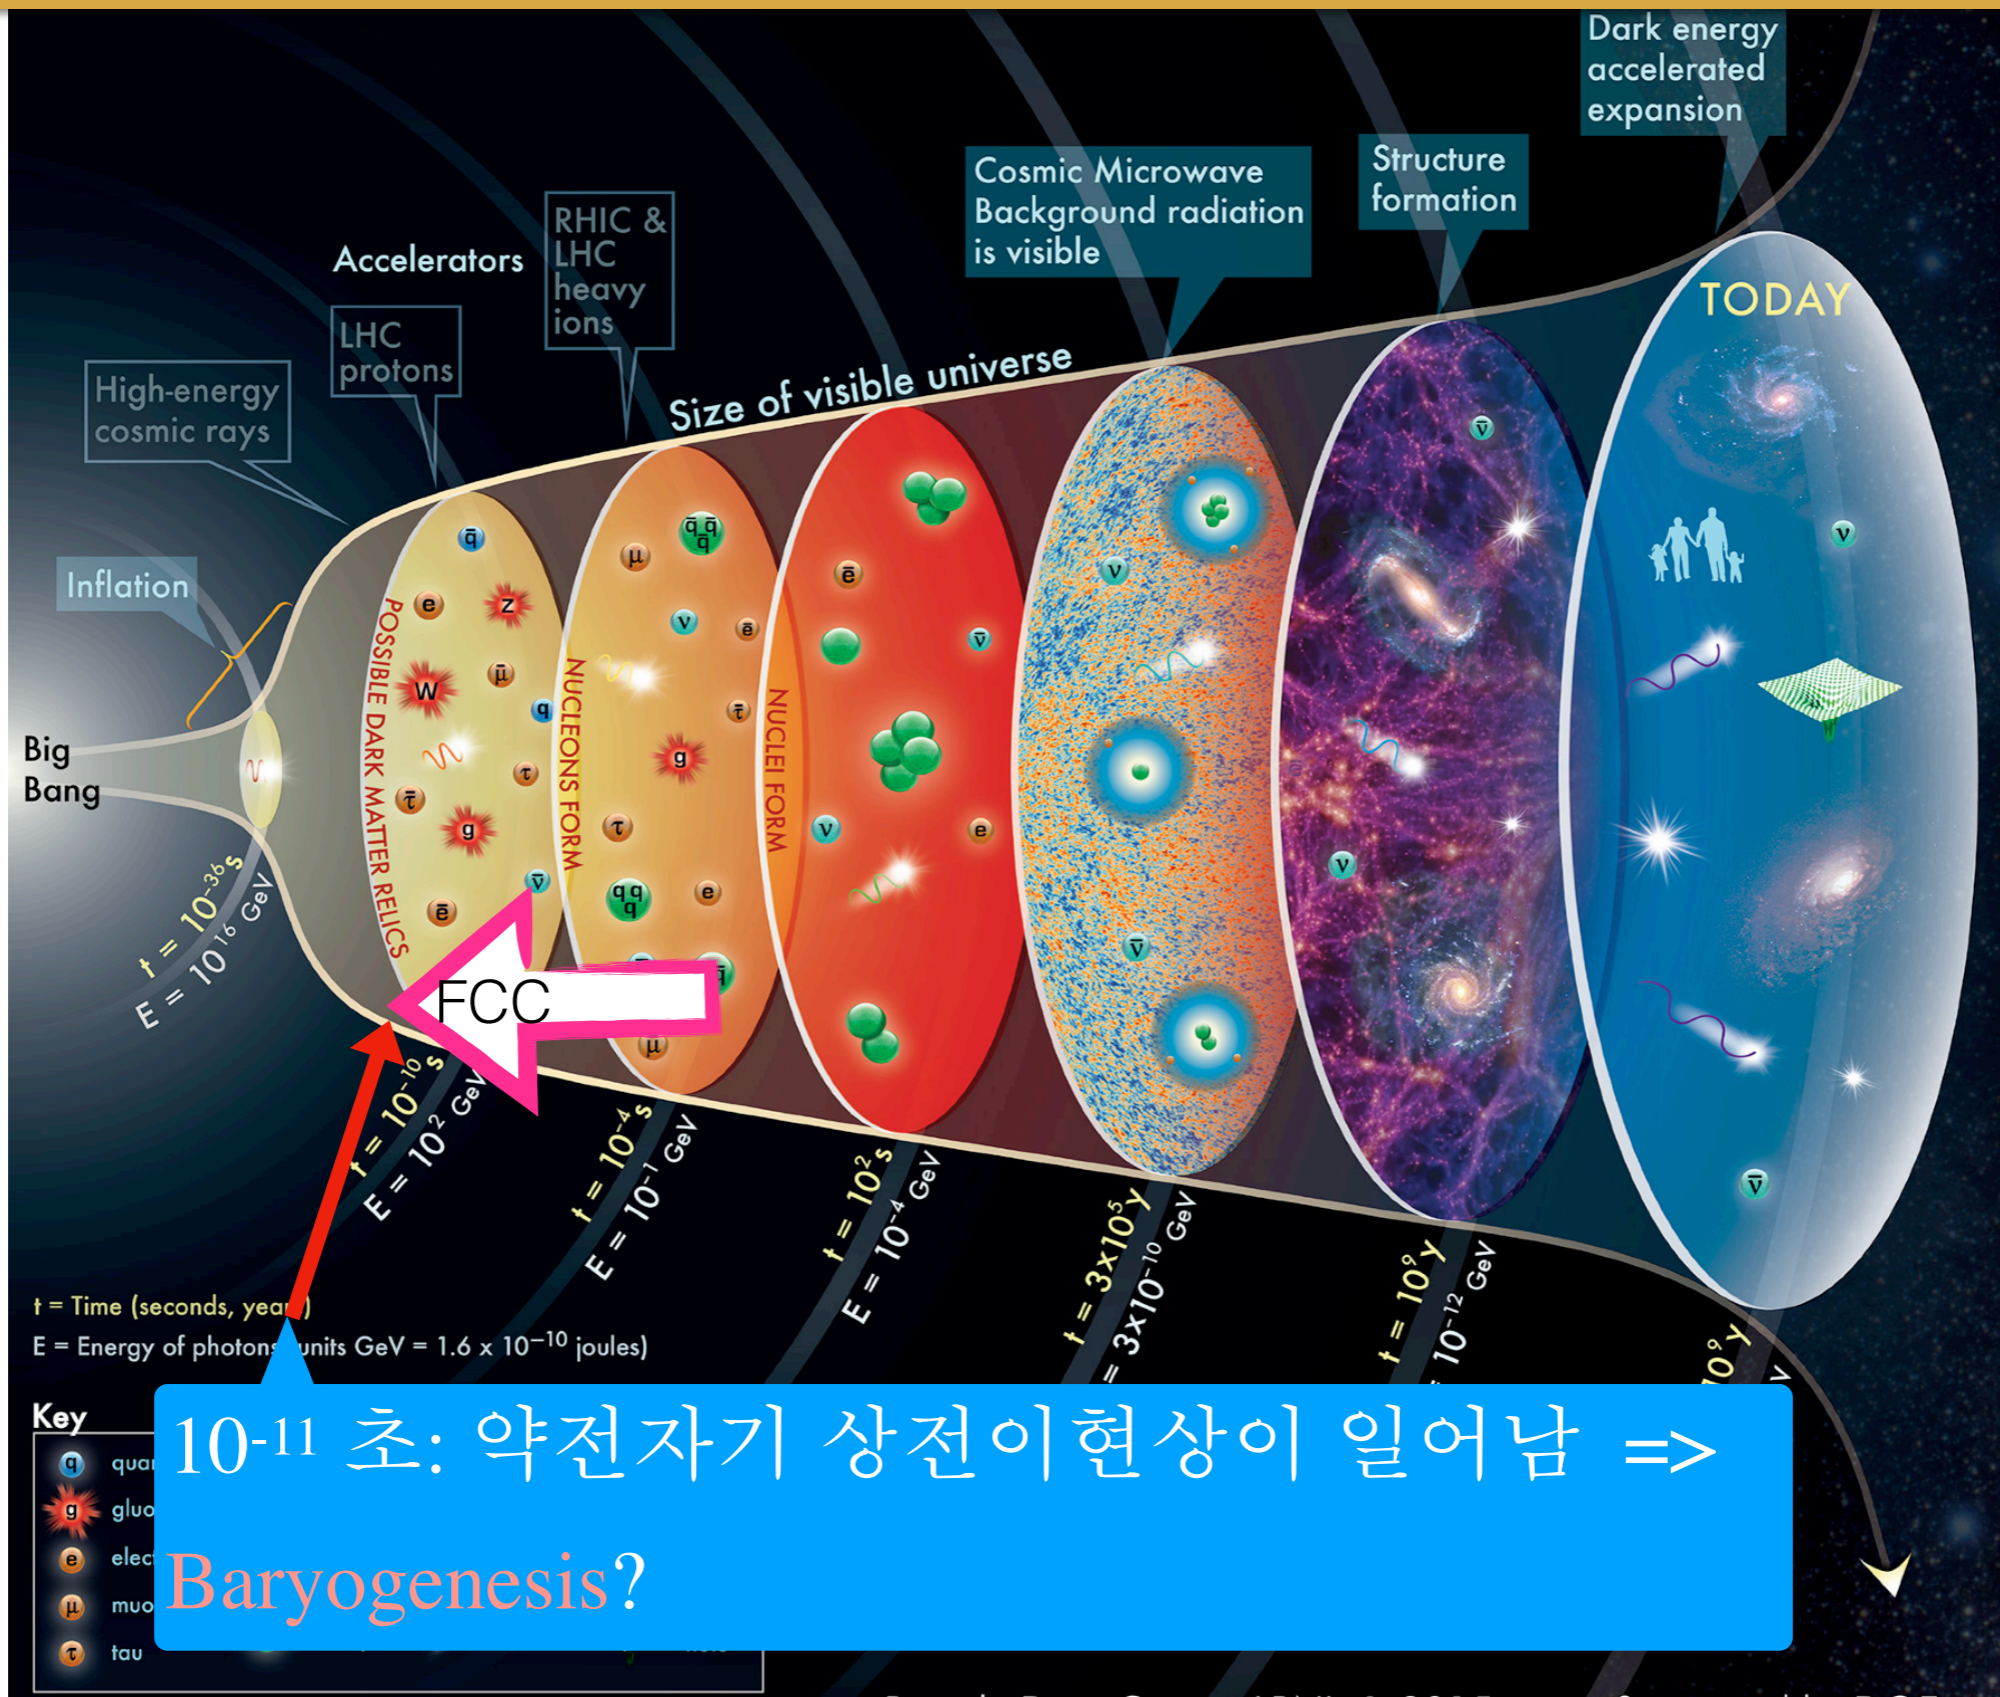 Dark energy
accelerated
expansion
Structure
formation
Cosmic Microwave
Background radiation
is visible
RHIC &
LHC
heavy
ions
Accelerators
LHC
protons
High-energy
cosmic rays
Inflation
Size of visible universe
TODAY
Big
Bang
POSSIBLE DARK MATTER RELICS
NUCLEONS FORM
NUCLEI FORM
q̄
e
z
W
μ̄
q
τ
τ̄
g
ē
ν̄
q̄q̄
q̄
μ
ν
ē
τ̄
g
τ
qq
q
e
μ
ē
ν̄
ν
e
ν
ν̄
ν̄
ν
ν
ν̄
FCC
t = 10⁻³⁶ s
E = 10¹⁶ GeV
t = 10⁻¹⁰ s
E = 10² GeV
t = 10⁻⁴ s
E = 10⁻¹ GeV
t = 10² s
E = 10⁻⁴ GeV
t = 3x10⁵ y
= 3x10⁻¹⁰ GeV
t = 10⁹ y
10⁻¹² GeV
10⁹ y
t = Time (seconds,
E = Energy of photons units GeV = 1.6 x 10⁻¹⁰ joules)
Key
q
g
e
μ
τ tau
10⁻¹¹ 초: 약전자기 상전이현상이 일어남 =>
Baryogenesis?